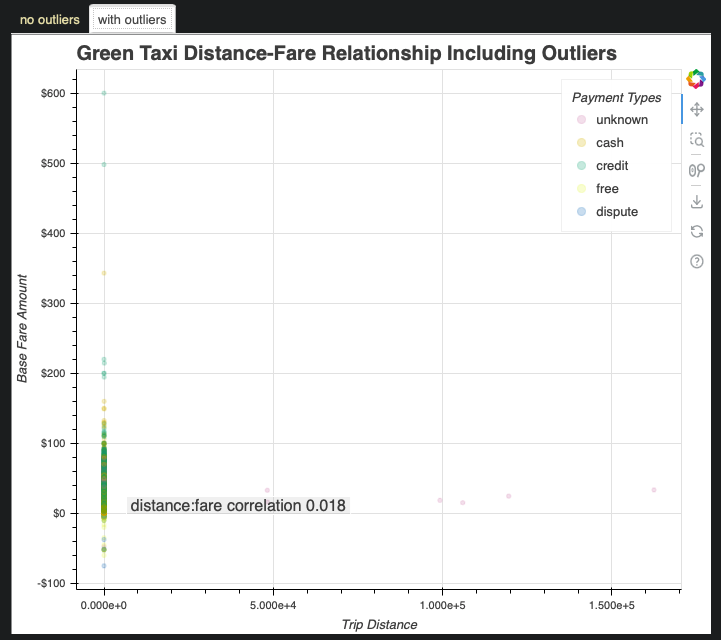 no outliers
with outliers
Green Taxi Distance-Fare Relationship Including Outliers
Payment Types
unknown
cash
credit
free
dispute
Base Fare Amount
$600
$500
$400
$300
$200
$100
$0
-$100
distance:fare correlation 0.018
0.000e+0
5.000e+4
1.000e+5
1.500e+5
Trip Distance